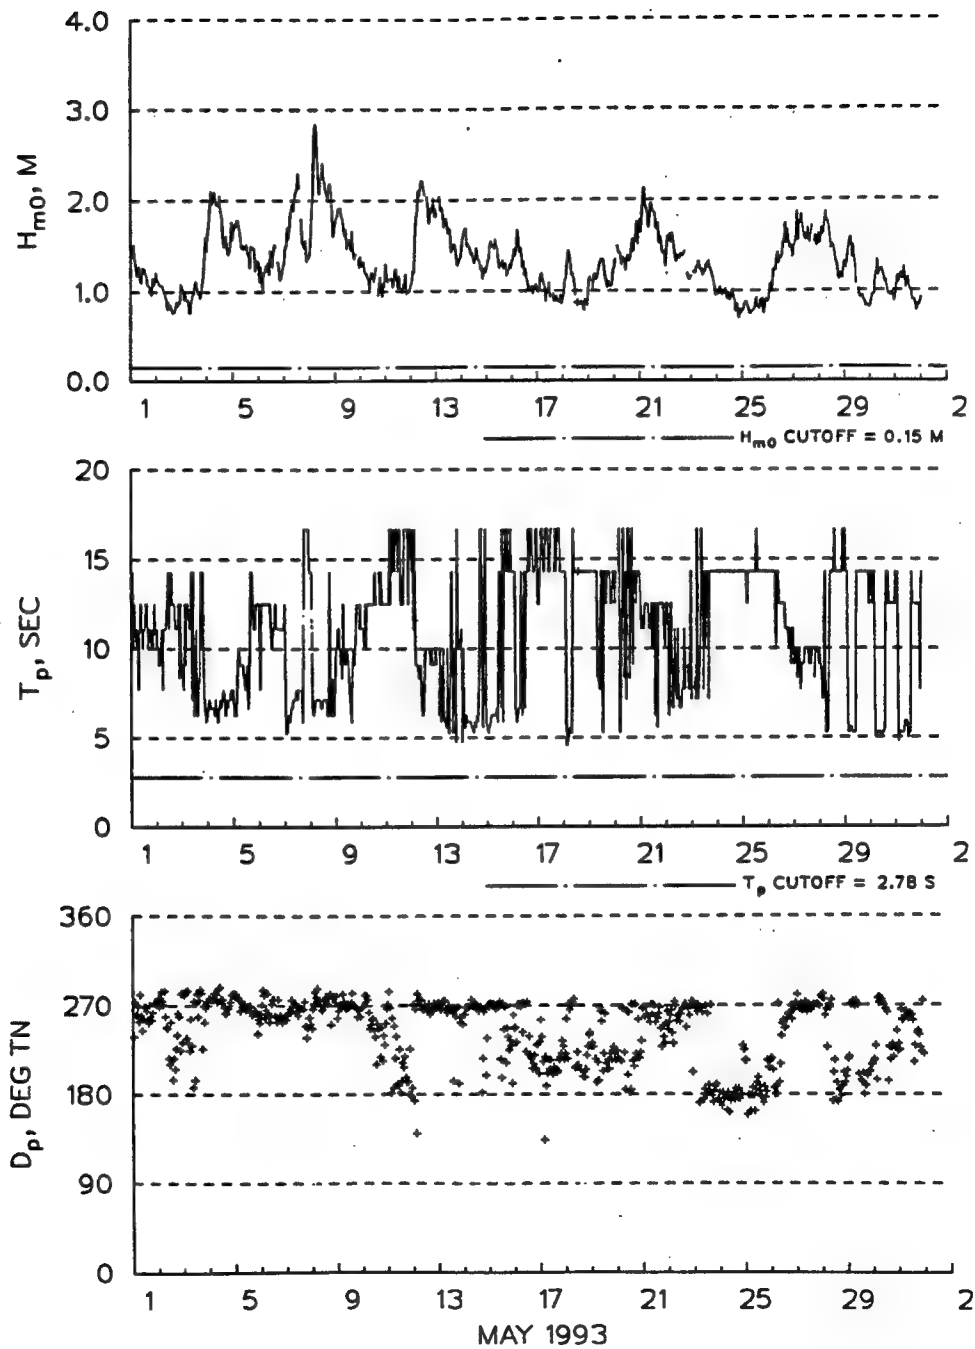 4.0
3.0
2.0
1.0
0.0
H_m0, M
1 5 9 13 17 21 25 29 2
H_m0 CUTOFF = 0.15 M
20
15
10
5
0
T_p, SEC
1 5 9 13 17 21 25 29 2
T_p CUTOFF = 2.78 S
360
270
180
90
0
D_p, DEG TN
1 5 9 13 17 21 25 29 2
MAY 1993